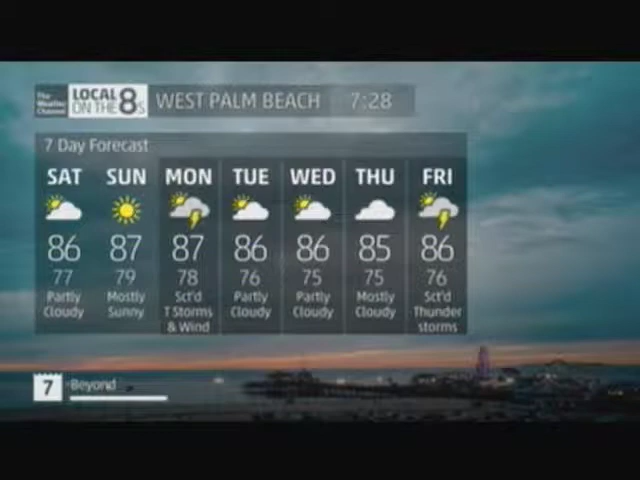 The Weather Channel
LOCAL ON THE 8s
WEST PALM BEACH 7:28
7 Day Forecast
SAT SUN MON TUE WED THU FRI
86 87 87 86 86 85 86
77 79 78 76 75 75 76
Partly Mostly Sct'd Partly Partly Mostly Sct'd
Cloudy Sunny T Storms Cloudy Cloudy Cloudy Thunder
& Wind storms
7 Beyond